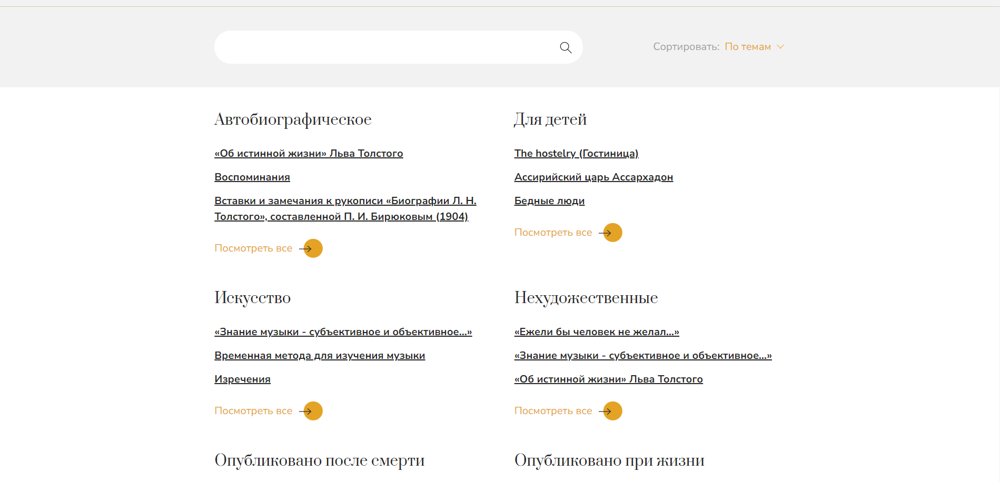 Сортировать: По темам
Автобиографическое
«Об истинной жизни» Льва Толстого
Воспоминания
Вставки и замечания к рукописи «Биографии Л. Н.
Толстого», составленной П. И. Бирюковым (1904)
Посмотреть все
Для детей
The hostelry (Гостиница)
Ассирийский царь Ассархадон
Бедные люди
Посмотреть все
Искусство
«Знание музыки - субъективное и объективное...»
Временная метода для изучения музыки
Изречения
Посмотреть все
Нехудожественные
«Ежели бы человек не желал...»
«Знание музыки - субъективное и объективное...»
«Об истинной жизни» Льва Толстого
Посмотреть все
Опубликовано после смерти
Опубликовано при жизни